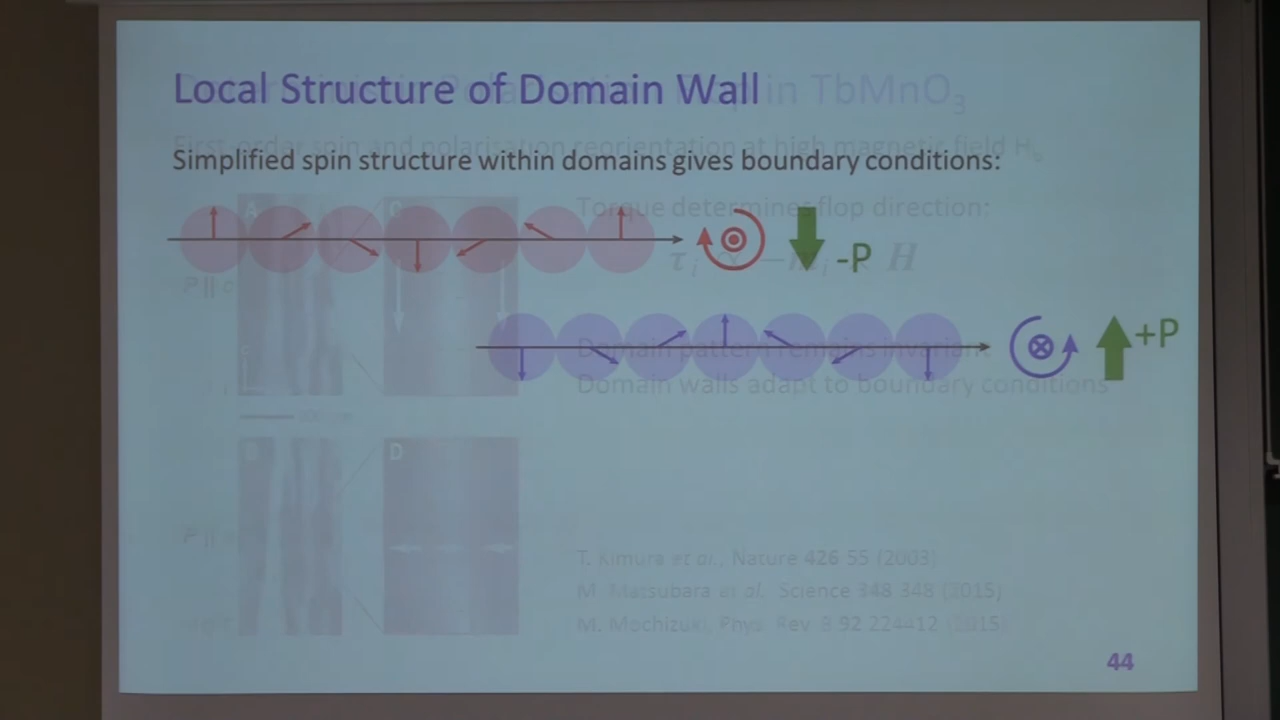 Local Structure of Domain Wall
in TbMnO3
First-order spin and polarisation reorientation at high magnetic field H
Simplified spin structure within domains gives boundary conditions:
Torque determines flop direction:
A
C
-P
H
+P
Domain pattern remains invariant
Domain walls adapt to boundary conditions
D
T. Kimura et al., Nature 426 55 (2003)
M. Matsubara et al. Science 348 348 (2015)
M. Mochizuki, Phys. Rev. B 92 224412 (2015)
44